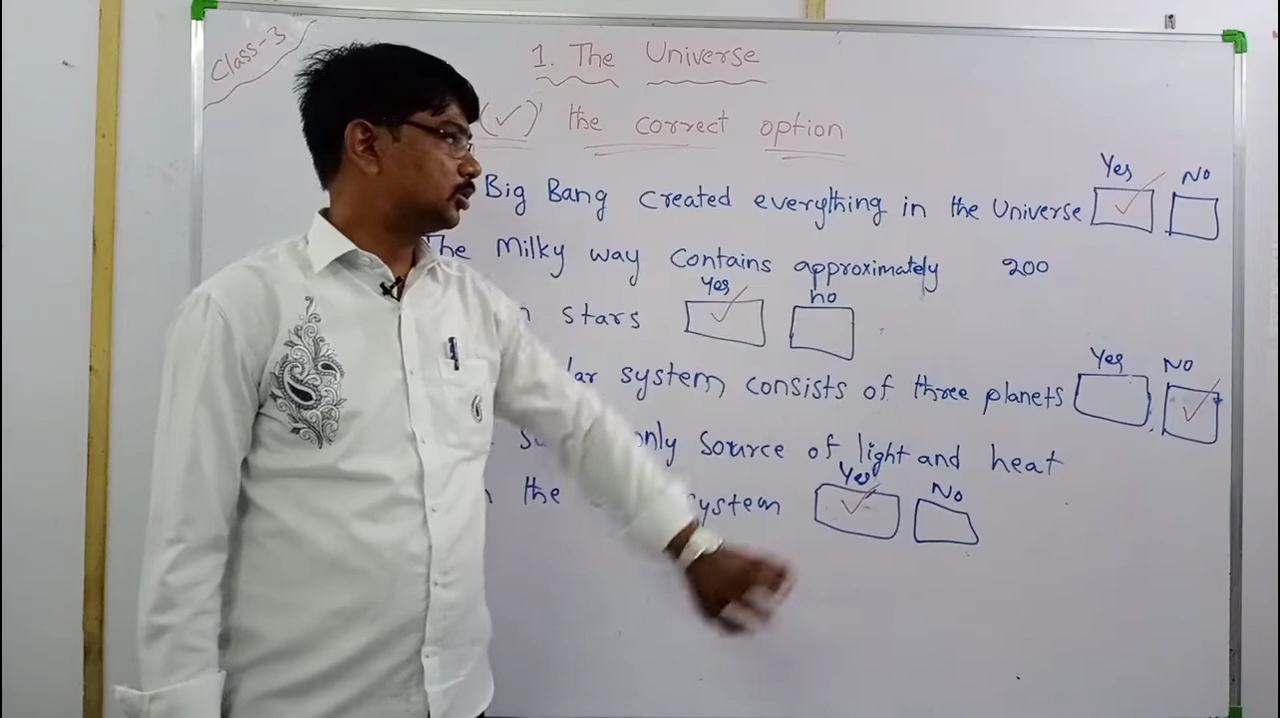 Class-3
1. The Universe
(✓) the correct option
Yes No
Big Bang created everything in the Universe
The Milky way contains approximately 200
Yes no
stars
Yes No
system consists of three planets
only source of light and heat
Yes No
the system